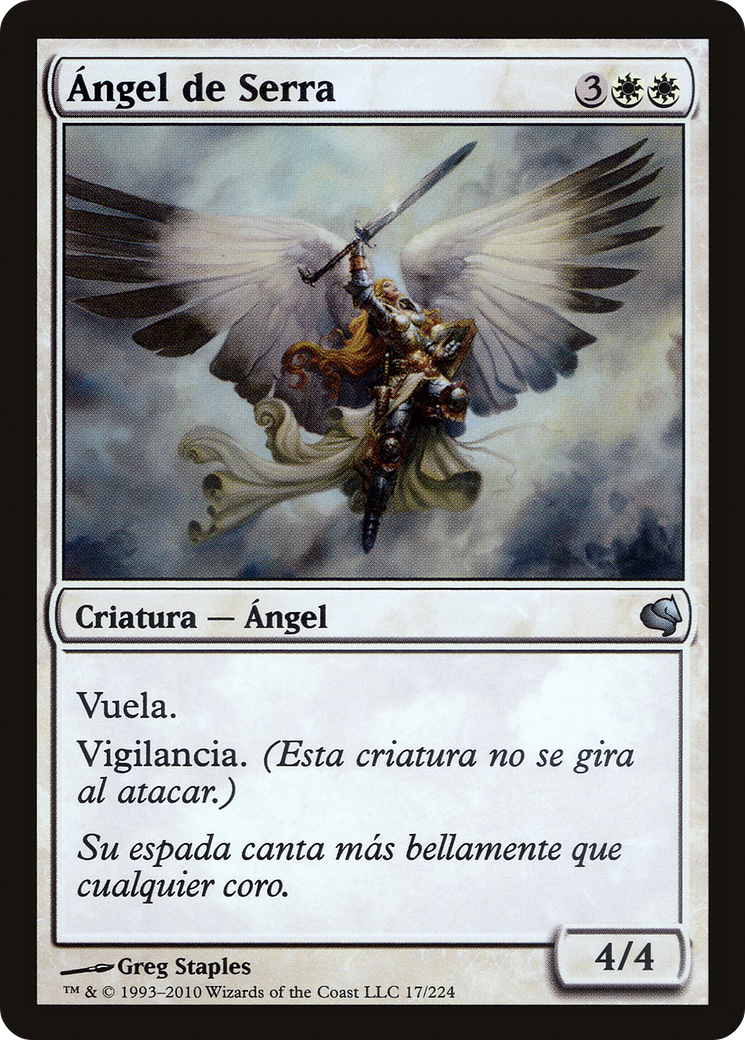 Ángel de Serra
3
Criatura — Ángel
Vuela.
Vigilancia. (Esta criatura no se gira
al atacar.)
Su espada canta más bellamente que
cualquier coro.
4/4
Greg Staples
™ & © 1993–2010 Wizards of the Coast LLC 17/224